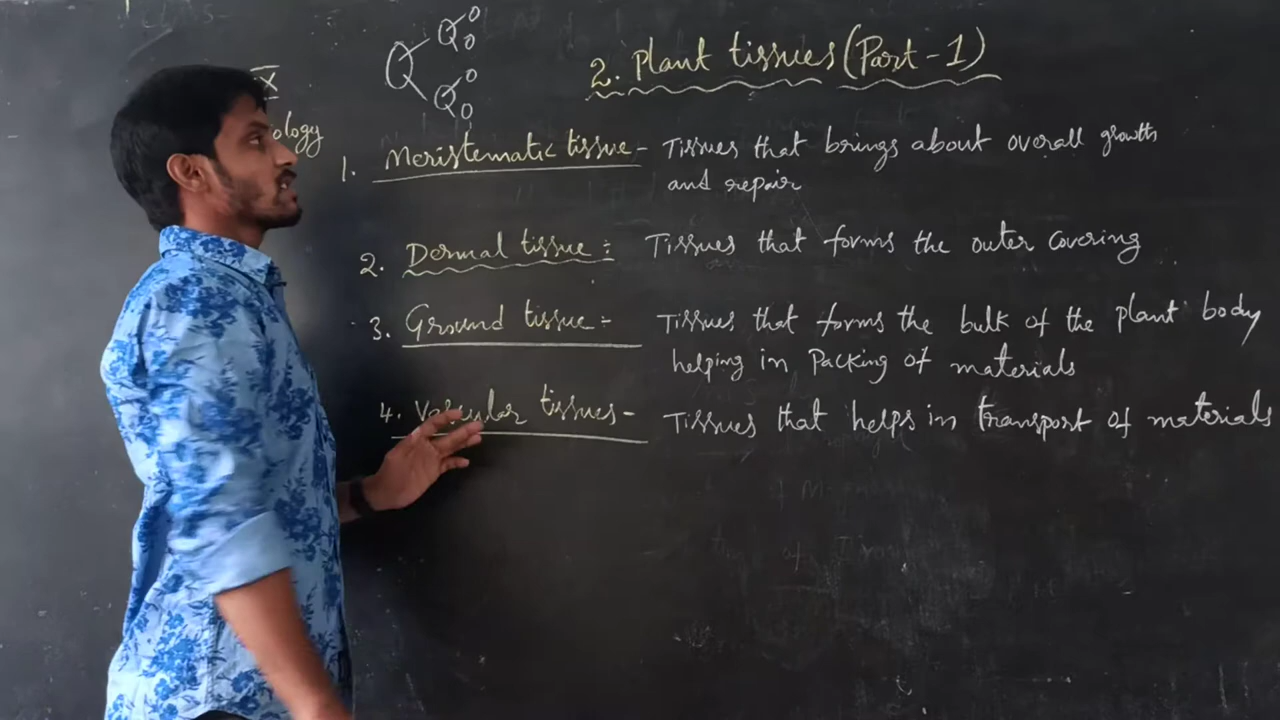 2. Plant tissues (Part-1)
IX
ology
1. Meristematic tissue - Tissues that brings about overall growth
and repair
2. Dermal tissue :- Tissues that forms the outer covering
3. Ground tissue :- Tissues that forms the bulk of the plant body
helping in Packing of materials
4. Vascular tissues - Tissues that helps in transport of materials